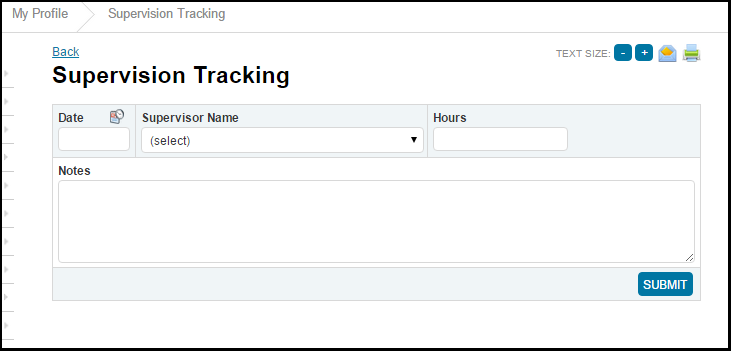 My Profile Supervision Tracking
Back TEXT SIZE: - +
Supervision Tracking
Date Supervisor Name Hours
(select)
Notes
SUBMIT